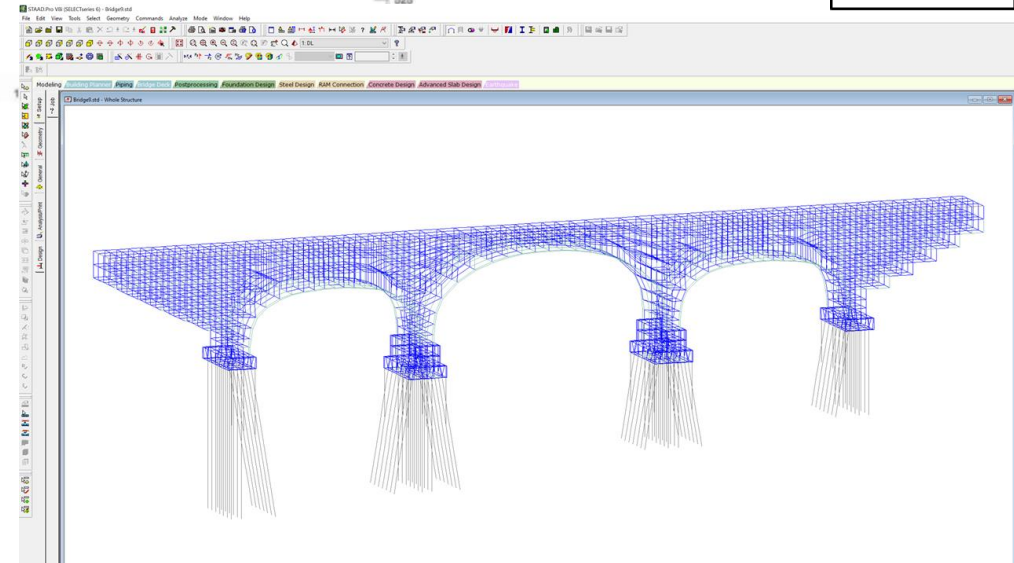 STAAD.Pro V8i (SELECTseries 6) - Bridge9.std
File Edit View Tools Select Geometry Commands Analyze Mode Window Help
1: DL
Modeling Building Planner Piping Bridge Deck Postprocessing Foundation Design Steel Design RAM Connection Concrete Design Advanced Slab Design Earthquake
Bridge9.std - Whole Structure
Setup
Job
Geometry
General
Analysis/Print
Design